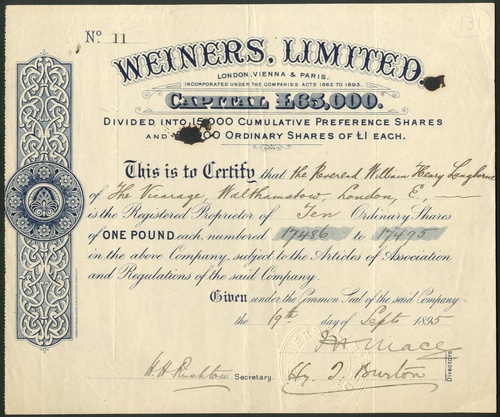 No 11
WEINERS, LIMITED.
LONDON, VIENNA & PARIS.
INCORPORATED UNDER THE COMPANIES ACTS 1862 TO 1893.
CAPITAL £65,000.
DIVIDED INTO 15,000 CUMULATIVE PREFERENCE SHARES
AND 000 ORDINARY SHARES OF £1 EACH.
This is to Certify that the Reverend William Henry Langhorne
of The Vicarage, Walthamstow, London, E.,
is the Registered Proprietor of Ten Ordinary Shares
of ONE POUND each, numbered 17486 to 17495
in the above Company, subject to the Articles of Association
and Regulations of the said Company.
Given under the Common Seal of the said Company
the 19th day of Septr 1895
Mace
H. H. Rushton Secretary. Hy. J. Burton
Directors